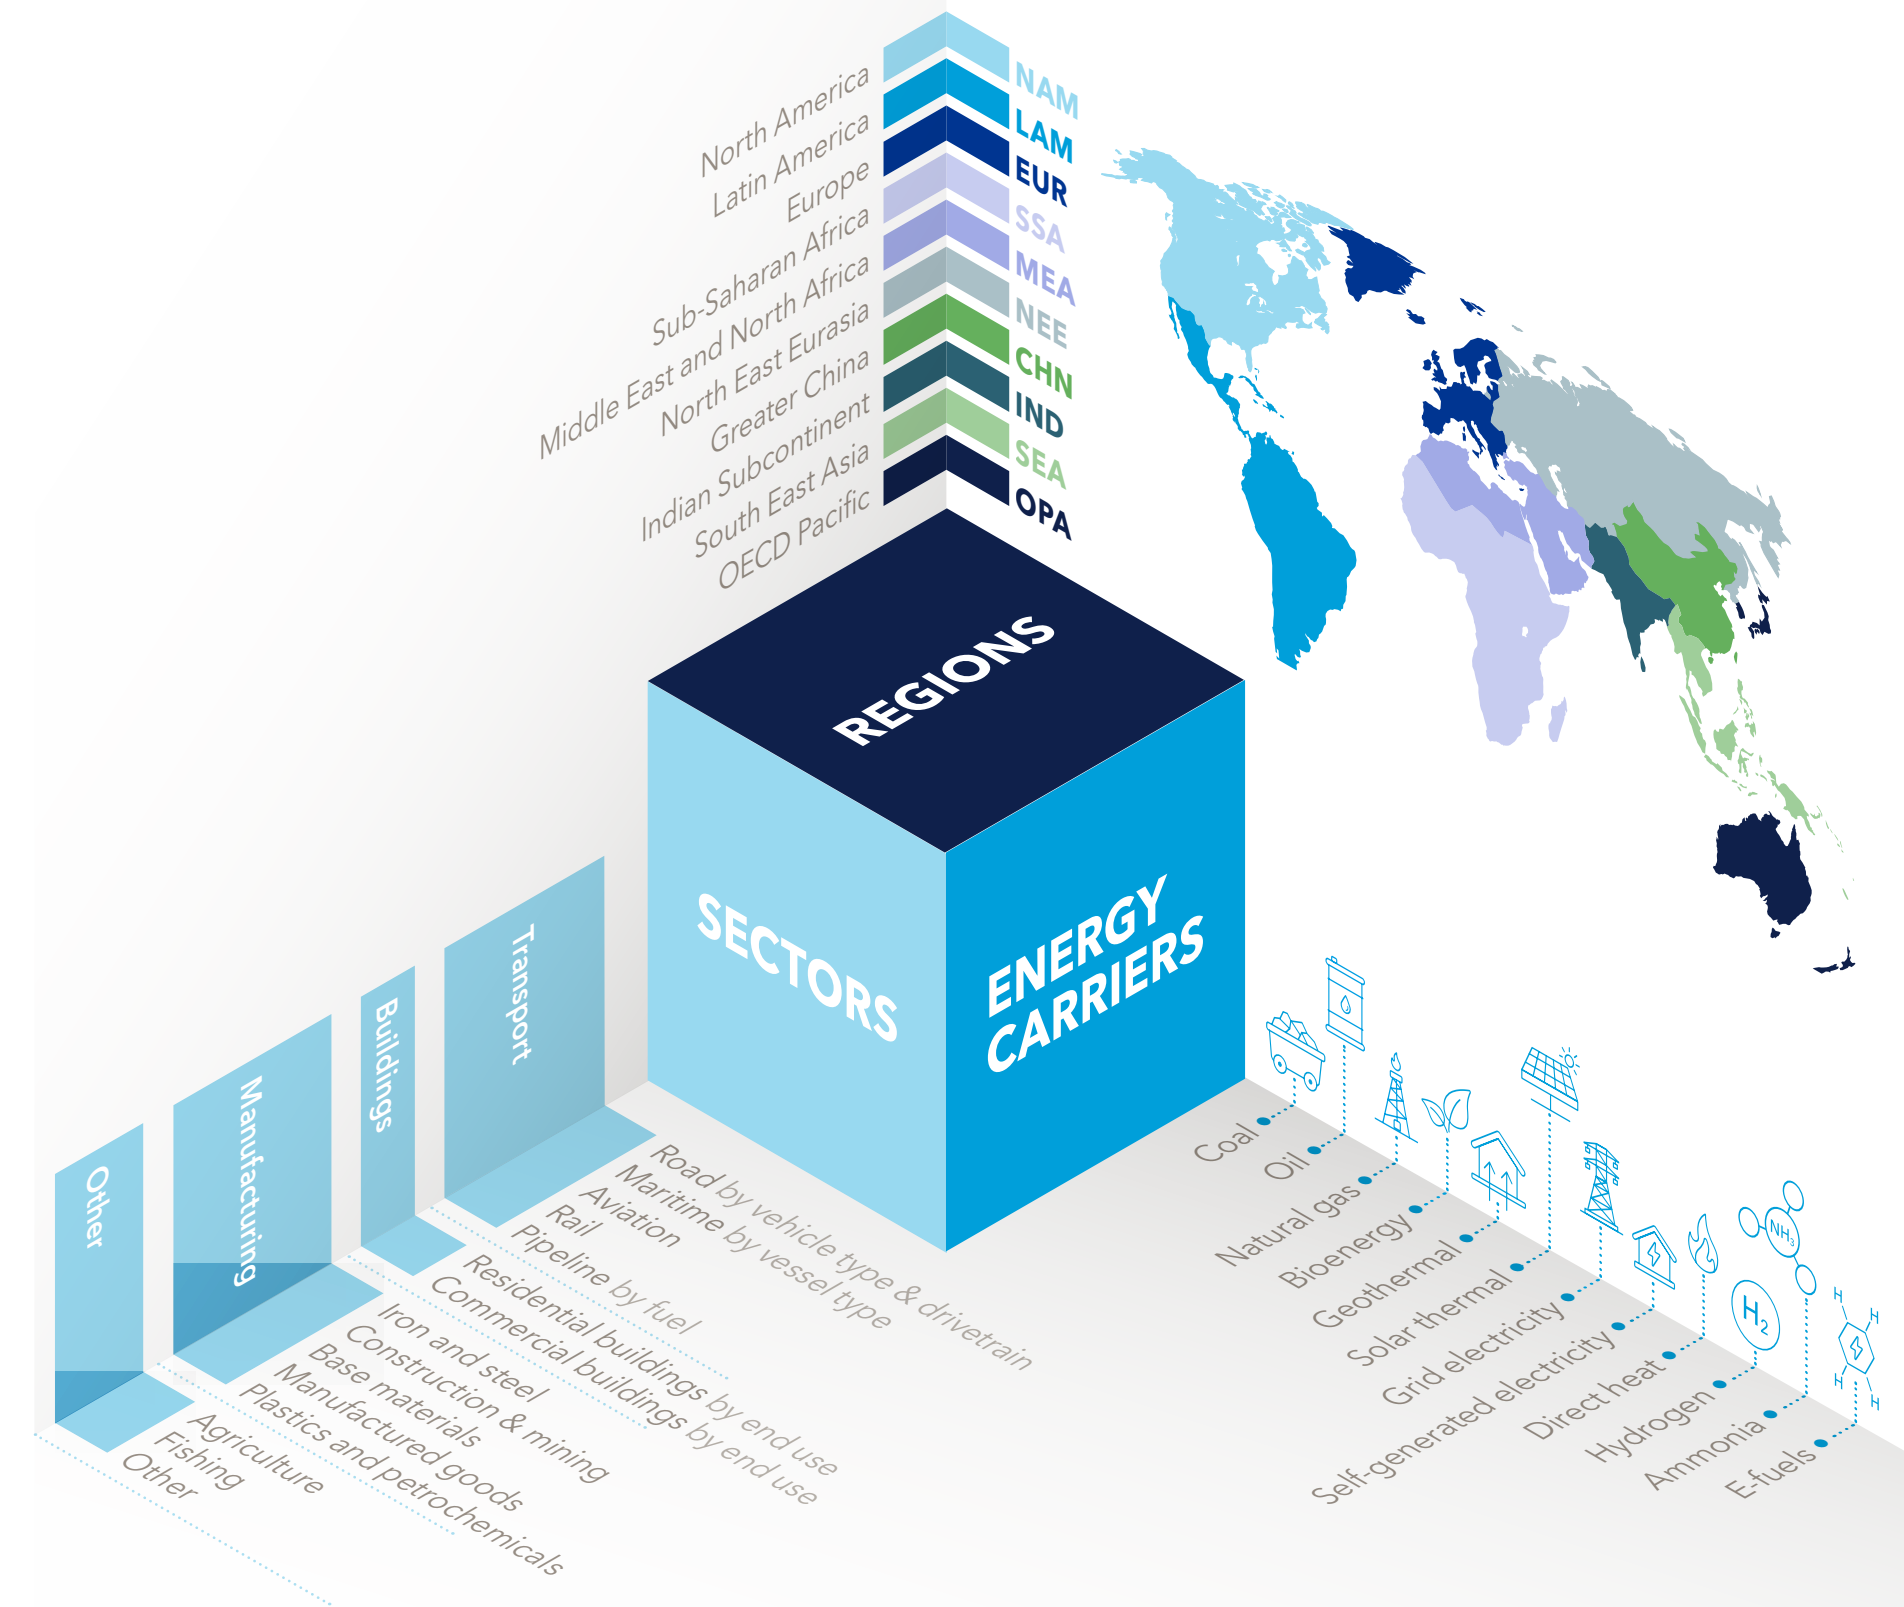 North America
Latin America
Europe
Sub-Saharan Africa
Middle East and North Africa
North East Eurasia
Greater China
Indian Subcontinent
South East Asia
OECD Pacific
NAM
LAM
EUR
SSA
MEA
NEE
CHN
IND
SEA
OPA
REGIONS
SECTORS
ENERGY
CARRIERS
Transport
Road by vehicle type & drivetrain
Maritime by vessel type
Aviation
Rail
Pipeline by fuel
Buildings
Residential buildings by end use
Commercial buildings by end use
Manufacturing
Iron and steel
Construction & mining
Base materials
Manufactured goods
Plastics and petrochemicals
Other
Agriculture
Fishing
Other
Coal
Oil
Natural gas
Bioenergy
Geothermal
Solar thermal
Grid electricity
Self-generated electricity
Direct heat
Hydrogen
Ammonia
E-fuels
NH₃
H₂
H
H
H
H